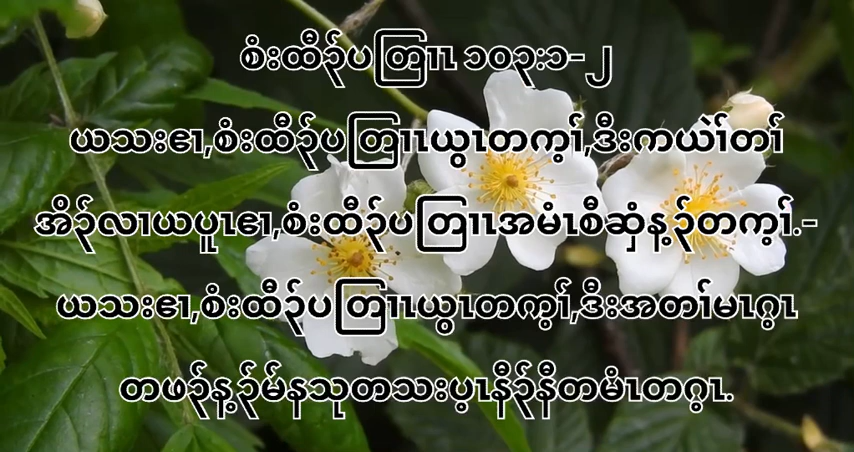 စံးထီၣ်ပတြၢၤ ၁၀၃:၁-၂
ယသးဧၢ,စံးထီၣ်ပတြၢၤယွၤတက့ၢ်,ဒီးကယဲၢ်တၢ်
အိၣ်လၢယပူၤဧၢ,စံးထီၣ်ပတြၢၤအမံၤစီဆှံန့ၣ်တက့ၢ်.-
ယသးဧၢ,စံးထီၣ်ပတြၢၤယွၤတက့ၢ်,ဒီးအတၢ်မၤဂ့ၤ
တဖၣ်န့ၣ်မ်နသုတသးပ့ၤနီၣ်နီတမံၤတဂ့ၤ.